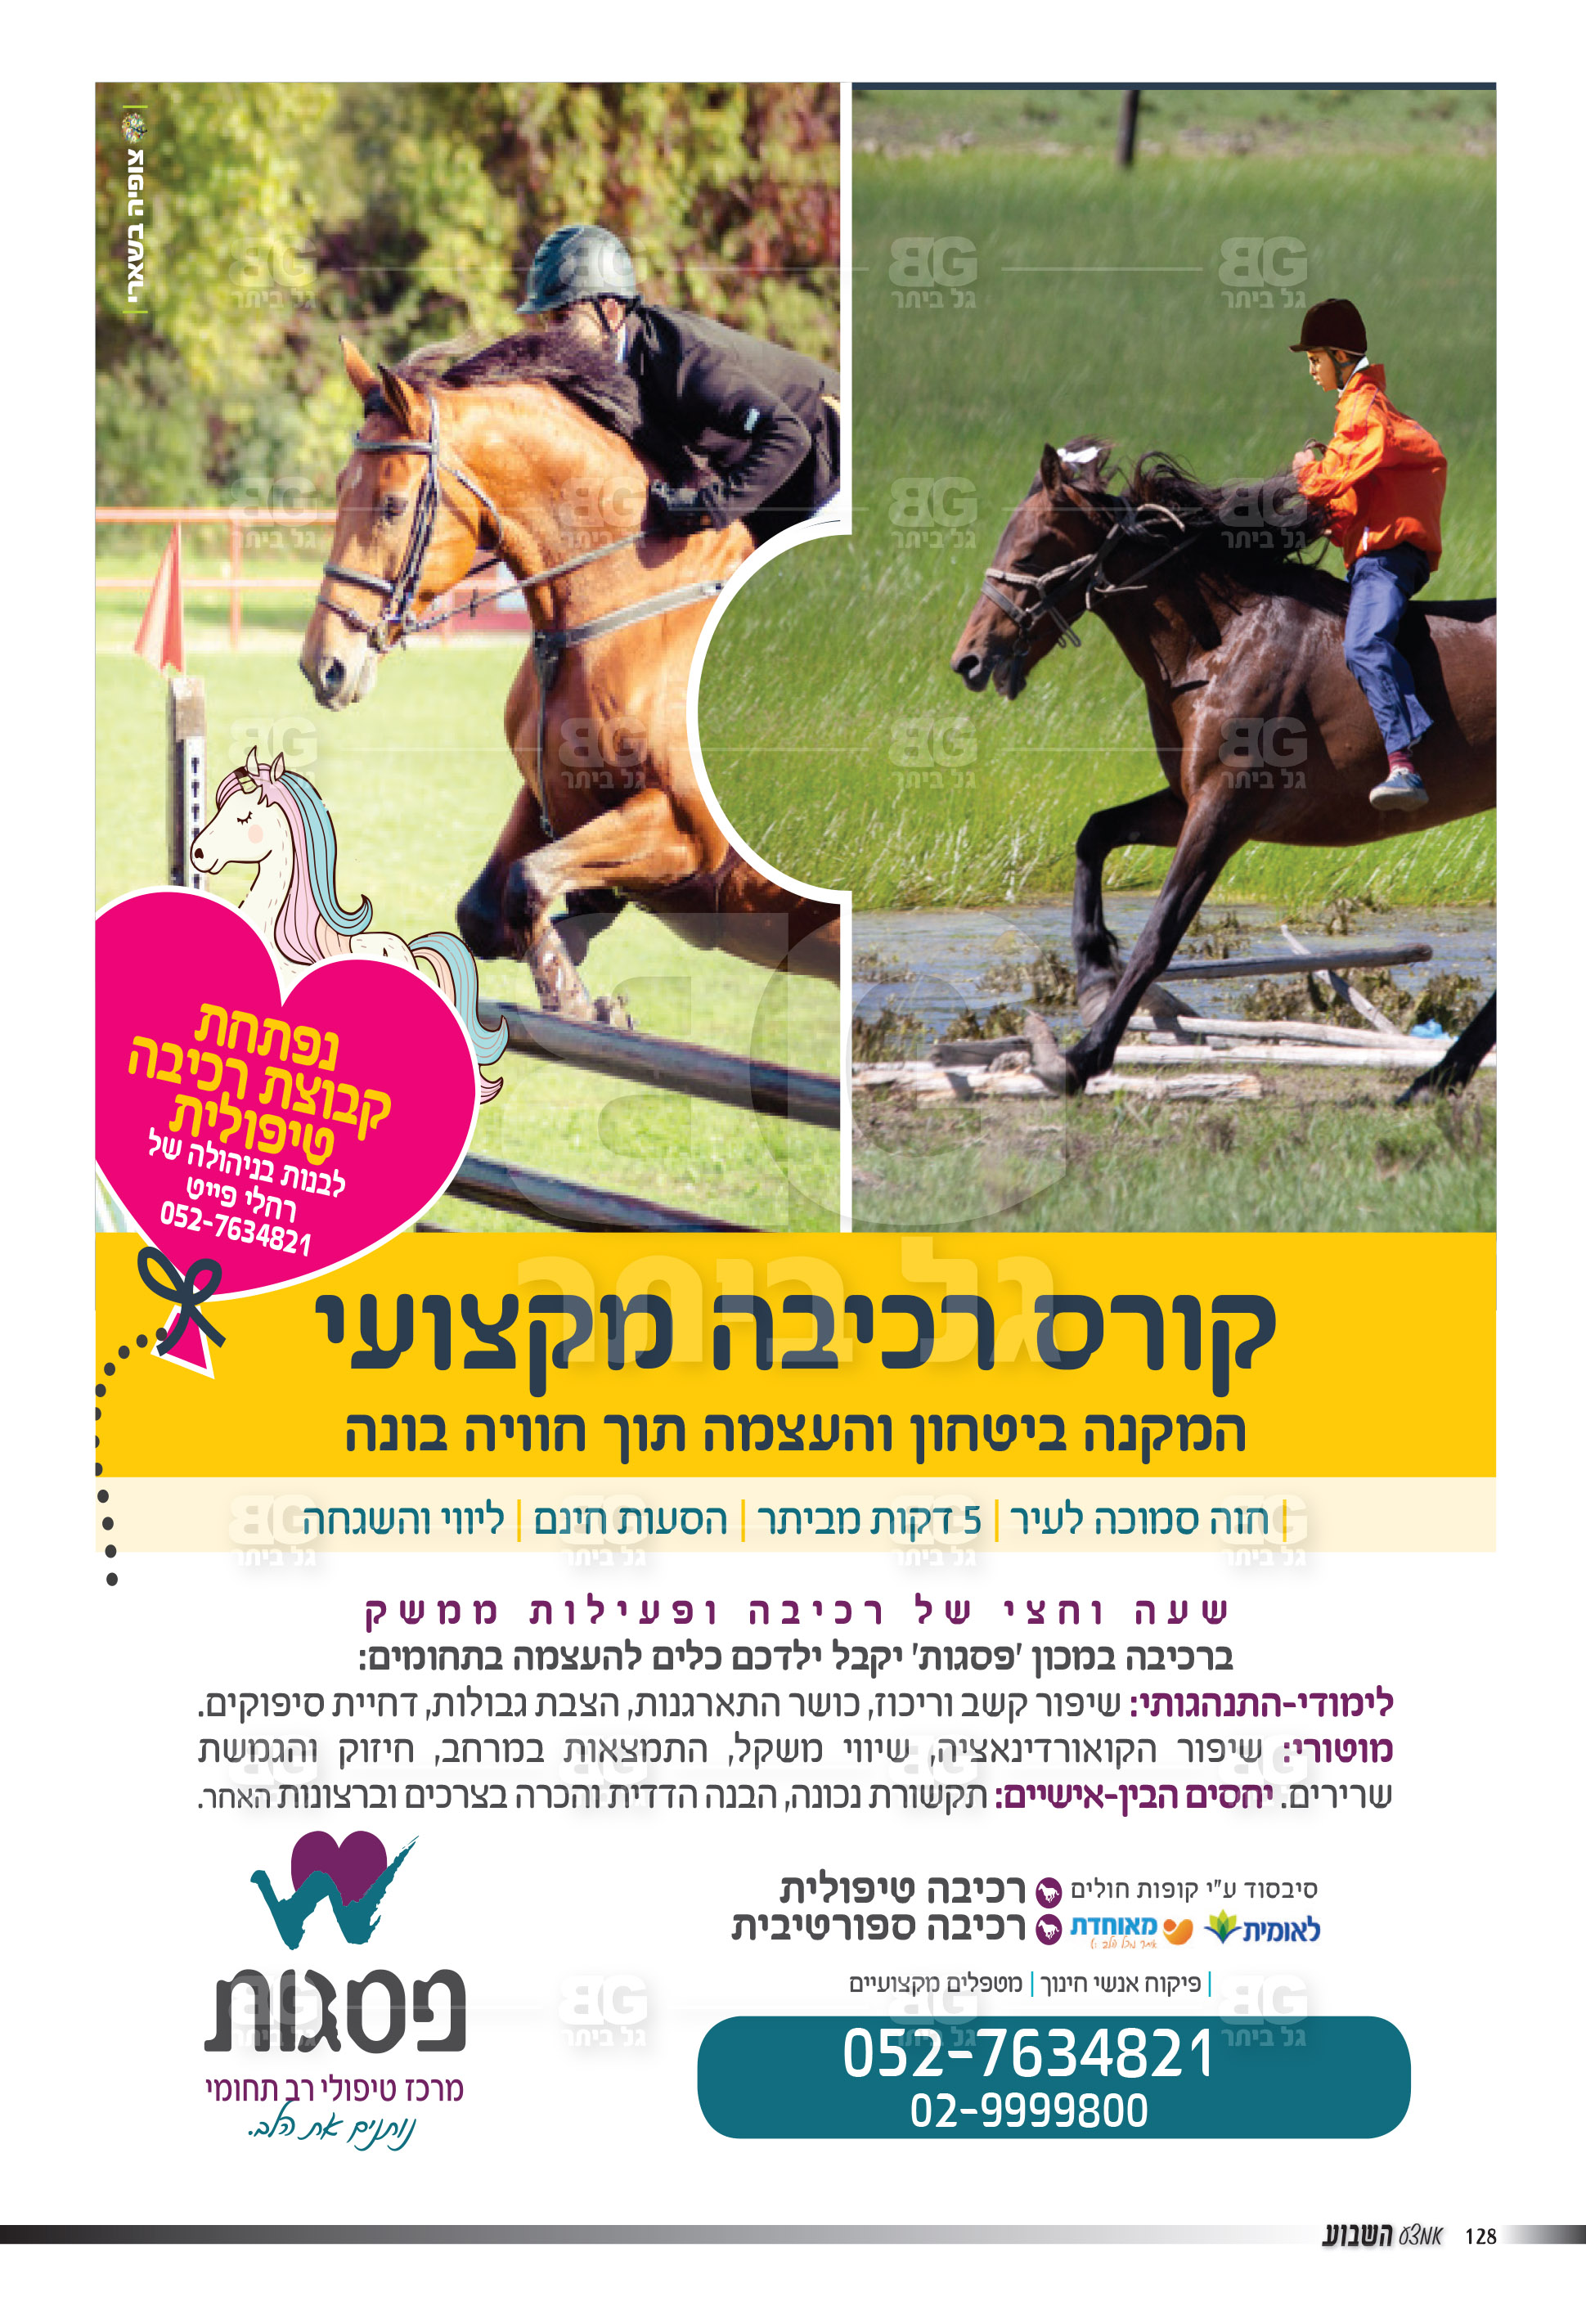 צופיה בשארי
נפתחת
קבוצת רכיבה
טיפולית
לבנות בניהולה של
רחלי פייט
052-7634821
קורס רכיבה מקצועי
המקנה ביטחון והעצמה תוך חוויה בונה
| חוה סמוכה לעיר | 5 דקות מביתר | הסעות חינם | ליווי והשגחה
שעה וחצי של רכיבה ופעילות ממשק
ברכיבה במכון 'פסגות' יקבל ילדכם כלים להעצמה בתחומים:
לימודי-התנהגותי: שיפור קשב וריכוז, כושר התארגנות, הצבת גבולות, דחיית סיפוקים.
מוטורי: שיפור הקואורדינאציה, שיווי משקל, התמצאות במרחב, חיזוק והגמשת
שרירים. יחסים הבין-אישיים: תקשורת נכונה, הבנה הדדית והכרה בצרכים וברצונות האחר.
סיבסוד ע"י קופות חולים
לאומית
מאוחדת
רכיבה טיפולית
רכיבה ספורטיבית
| פיקוח אנשי חינוך | מטפלים מקצועיים
052-7634821
02-9999800
פסגות
מרכז טיפולי רב תחומי
נותנים את הלב.
128 אמצע השבוע
BG
גל ביתר